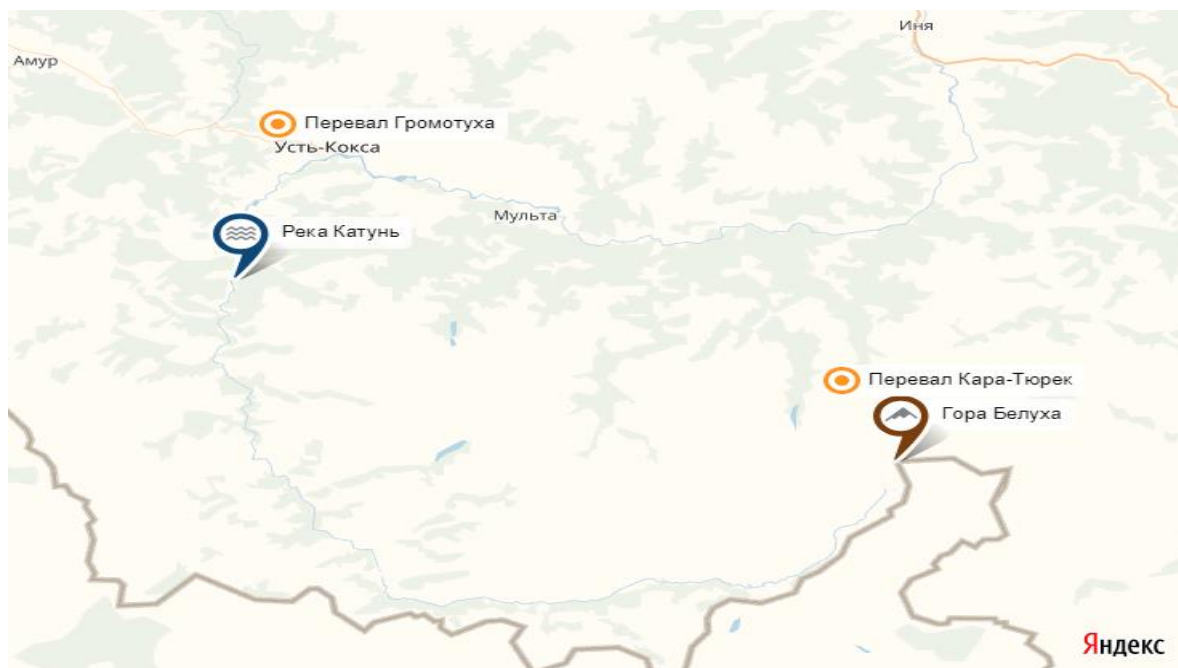 Иня
Амур
Перевал Громотуха
Усть-Кокса
Мульта
Река Катунь
Перевал Кара-Тюрек
Гора Белуха
Яндекс